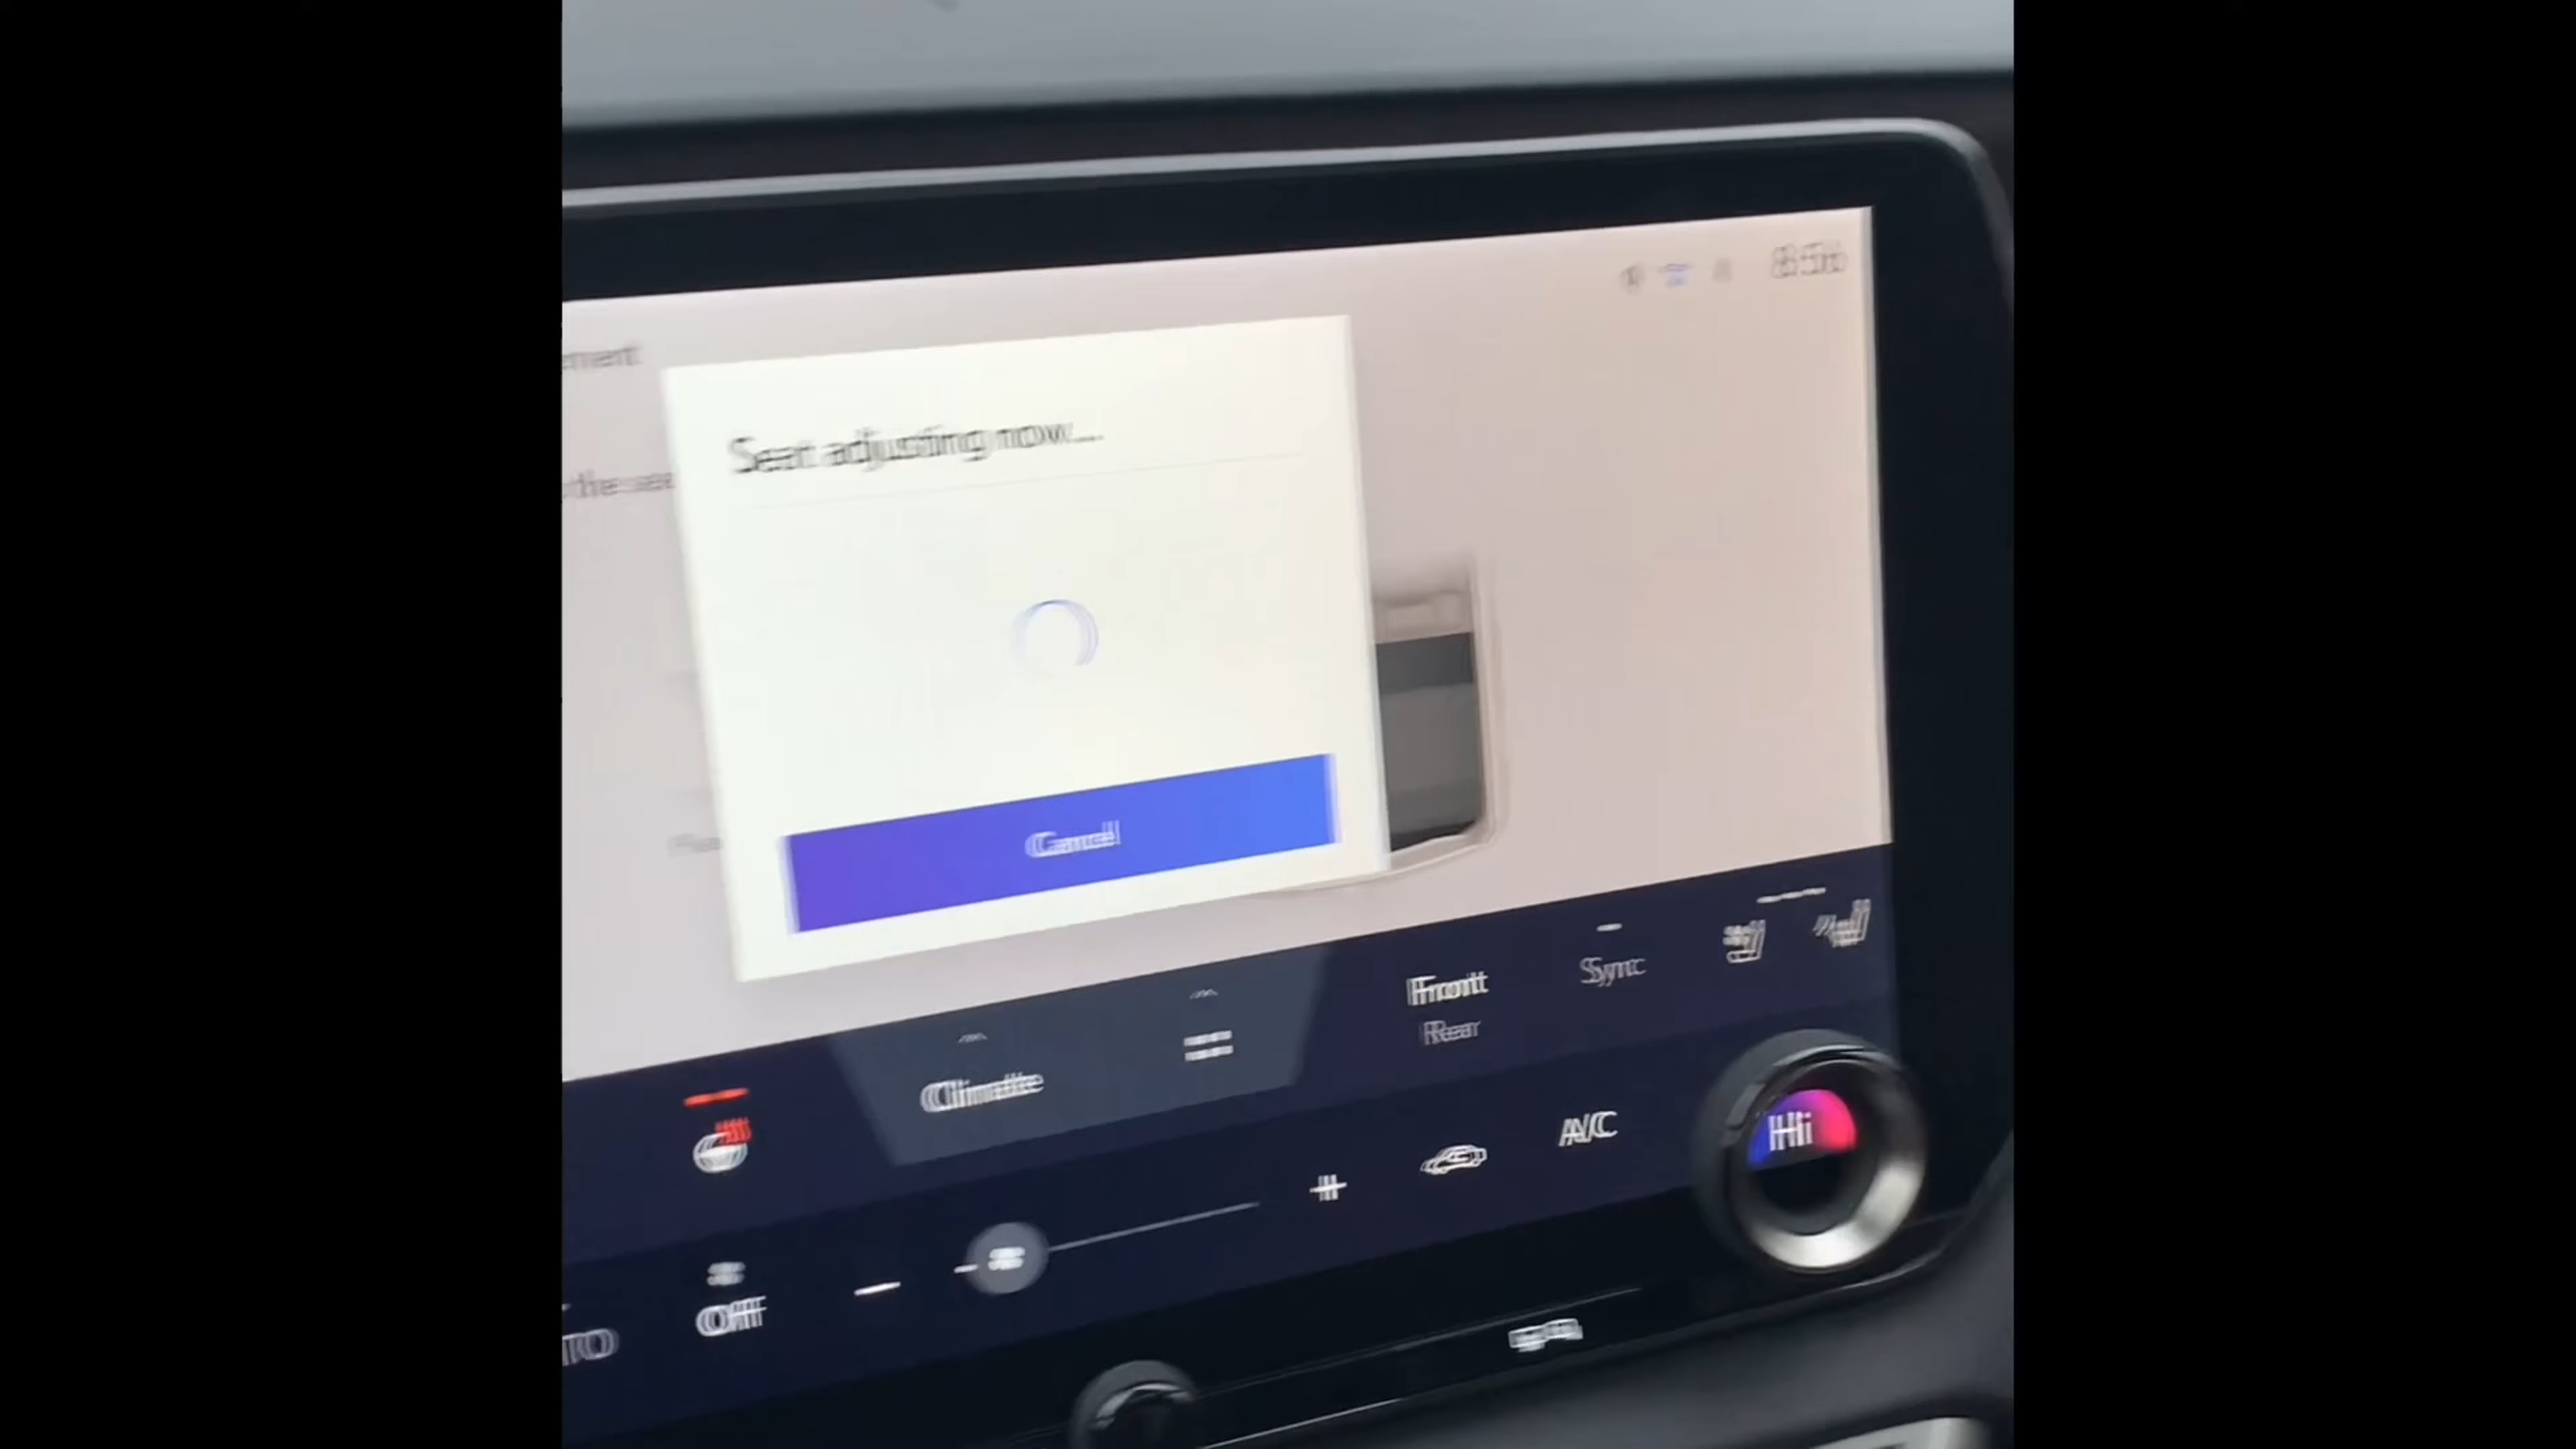 Seat adjusting now...
Cancel
Front
Sync
Rear
Climate
A/C
Hi
Off